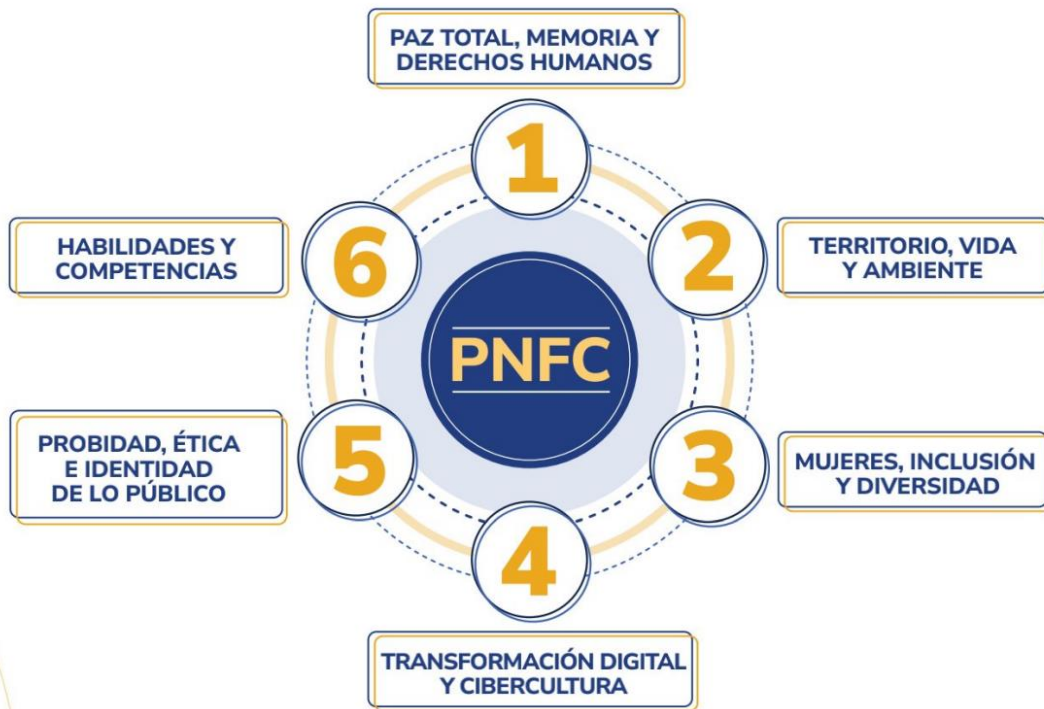 PAZ TOTAL, MEMORIA Y
DERECHOS HUMANOS
1
2
TERRITORIO, VIDA
Y AMBIENTE
3
MUJERES, INCLUSIÓN
Y DIVERSIDAD
4
TRANSFORMACIÓN DIGITAL
Y CIBERCULTURA
5
PROBIDAD, ÉTICA
E IDENTIDAD
DE LO PÚBLICO
6
HABILIDADES Y
COMPETENCIAS
PNFC